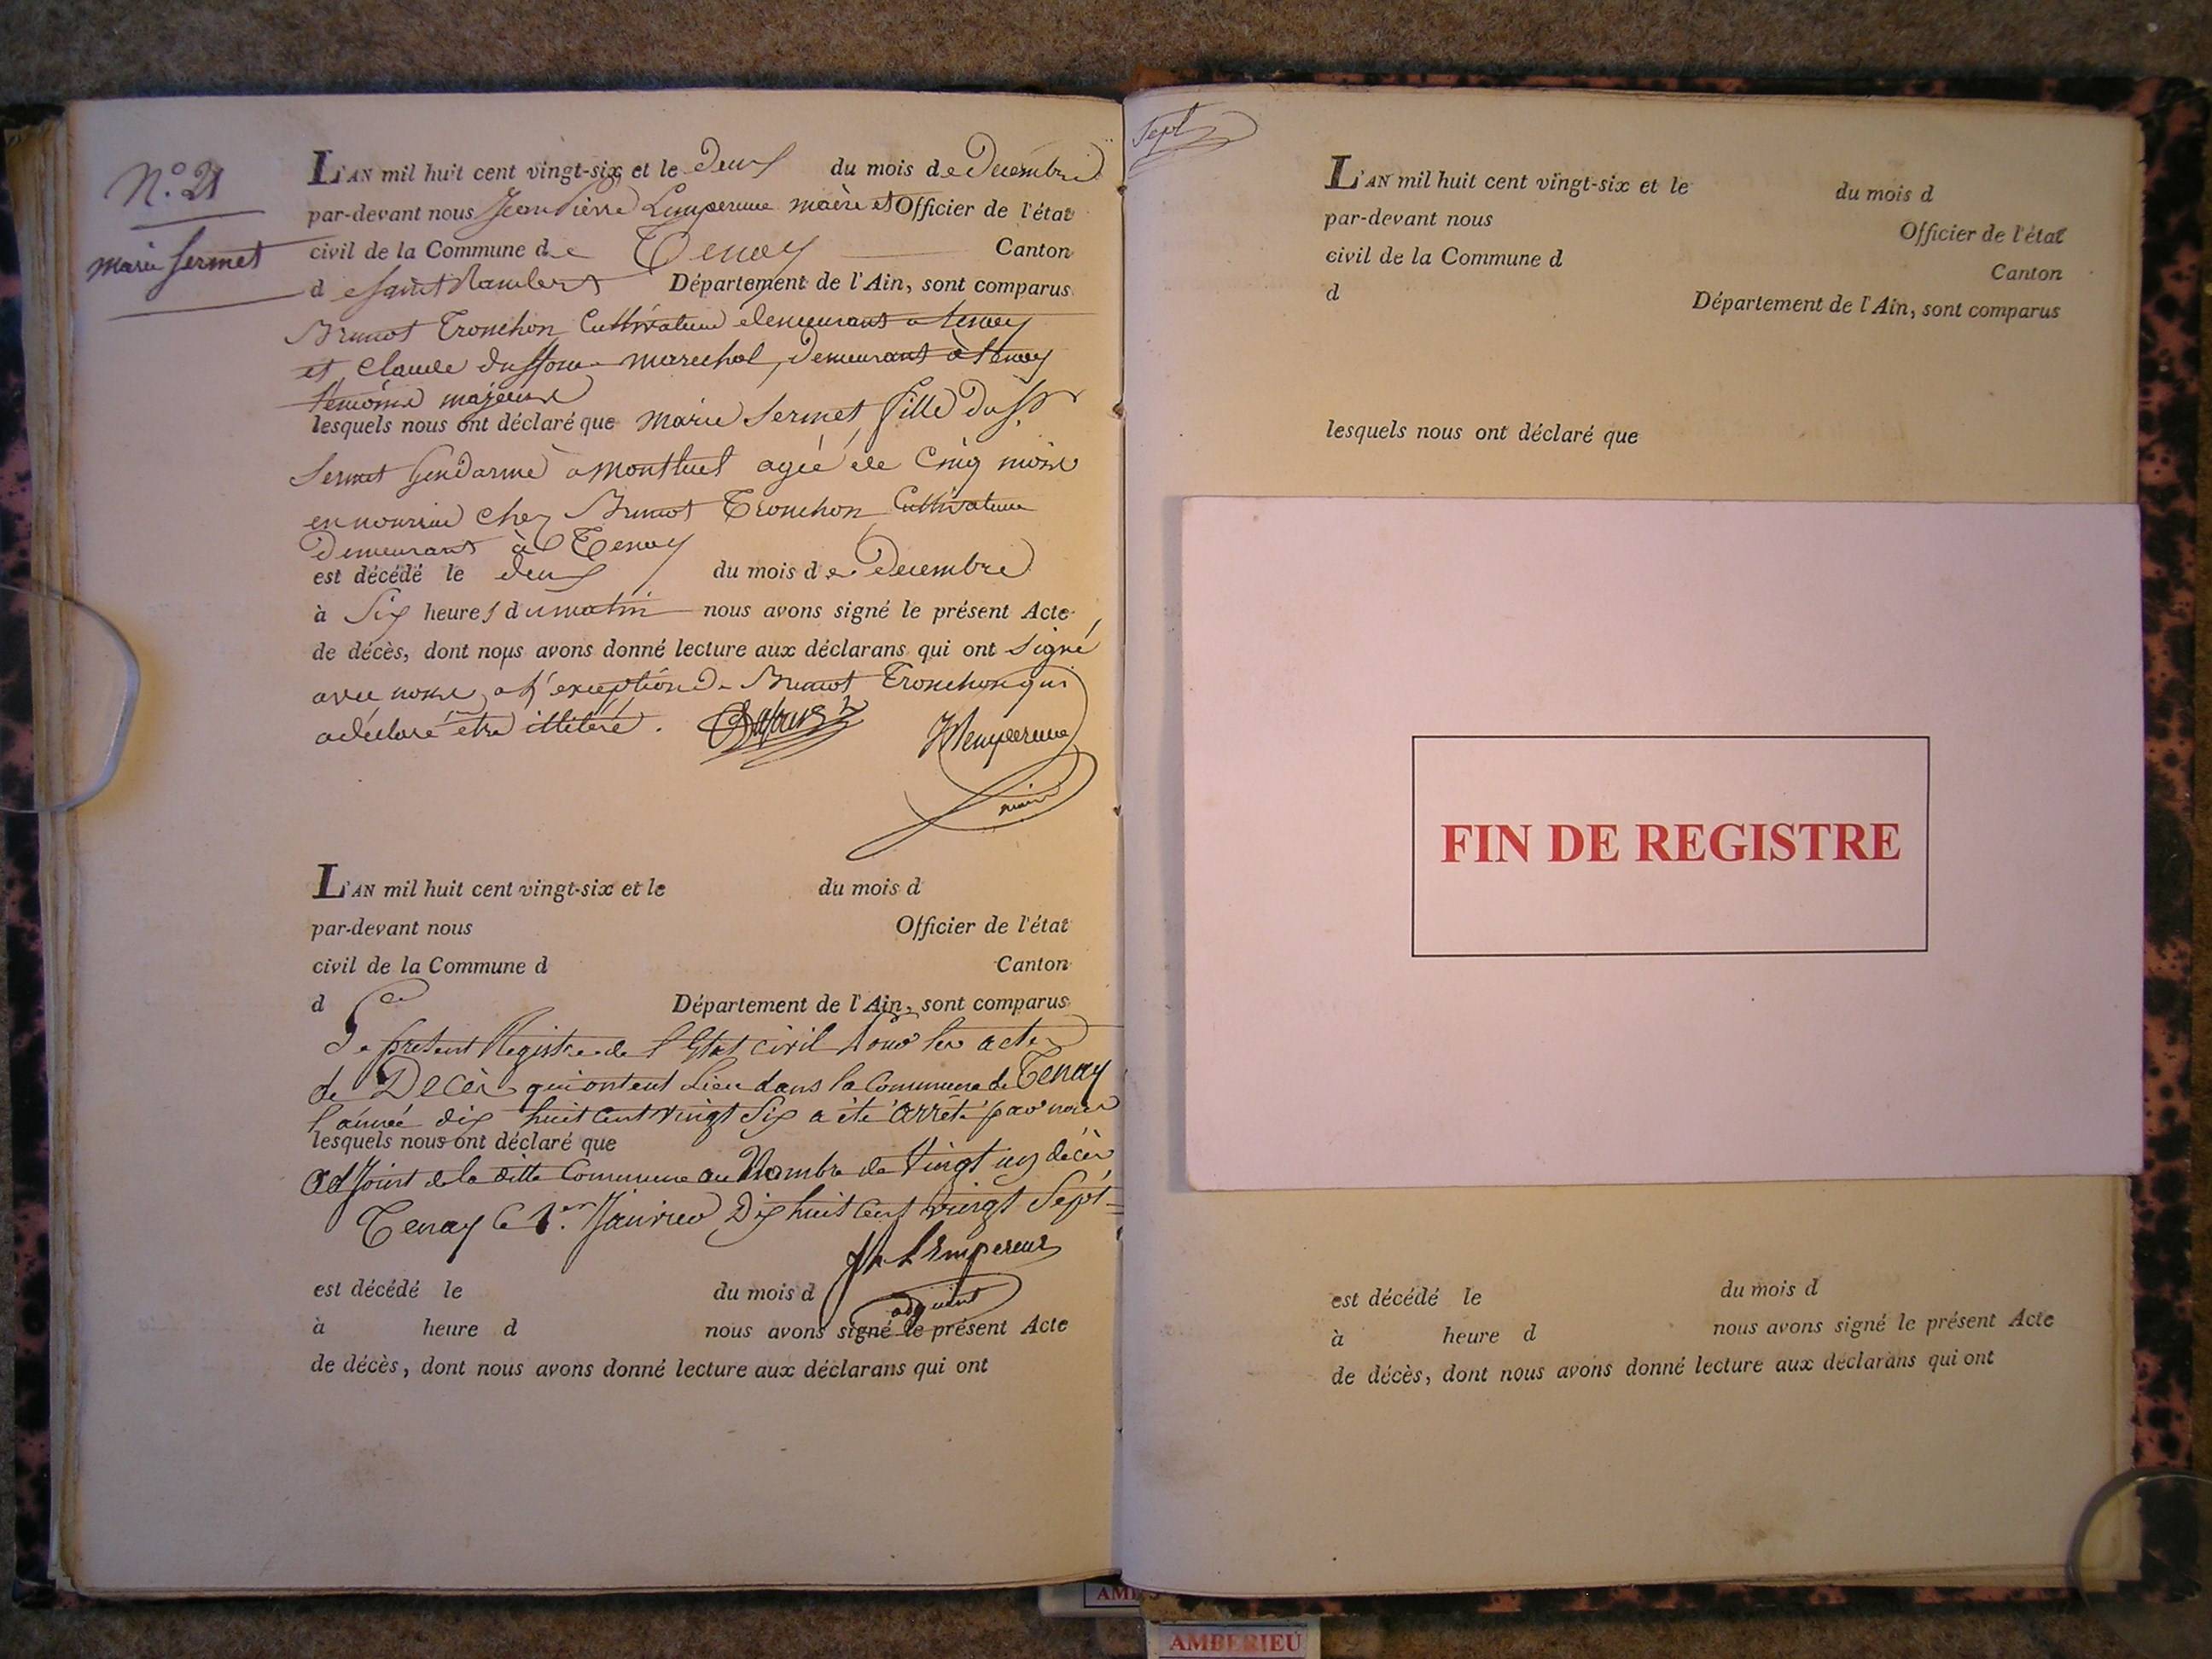 N.o 21
marie Sermet
L'AN mil huit cent vingt-six et le Deux du mois de Decembre
par-devant nous Jean Pierre Lempereur maire et Officier de l'état
civil de la Commune de Tenay Canton
de Saint Rambert Département de l'Ain, sont comparus
Brunot Tronchon Cultivateur demeurant a tenay
et Claude marechal, demeurant à tenay
temoins majeurs
lesquels nous ont déclaré que marie Sermet fille du Sr
Sermet Gendarme a montluel agée de Cinq mois
en nourice chez Brunot Tronchon Cultivateur
Demeurant à Tenay
est décédé le deux du mois de Decembre
à Six heures du matin nous avons signé le présent Acte
de décès, dont nous avons donné lecture aux déclarans qui ont signé
avec nous, a l'exception de Brunot Tronchon qui
a déclaré être illitéré.
maire
L'AN mil huit cent vingt-six et le du mois d
par-devant nous Officier de l'état
civil de la Commune d Canton
d Département de l'Ain, sont comparus
Le présent Registre de l'Etat civil pour les actes
de Décès qui ont eut Lieu dans la Commune de Tenay
l'année dix huit cent vingt Six a été arrêté par nous
lesquels nous ont déclaré que
adjoint de la ditte Commune au Nombre de Vingt un décès
Tenay le 1.er Janvier Dix huit cent vingt Sept
Lempereur
adjoint
est décédé le du mois d
à heure d nous avons signé le présent Acte
de décès, dont nous avons donné lecture aux déclarans qui ont
Sept
L'AN mil huit cent vingt-six et le du mois d
par-devant nous Officier de l'état
civil de la Commune d Canton
d Département de l'Ain, sont comparus
lesquels nous ont déclaré que
FIN DE REGISTRE
est décédé le du mois d
à heure d nous avons signé le présent Acte
de décès, dont nous avons donné lecture aux déclarans qui ont
AMBERIEU